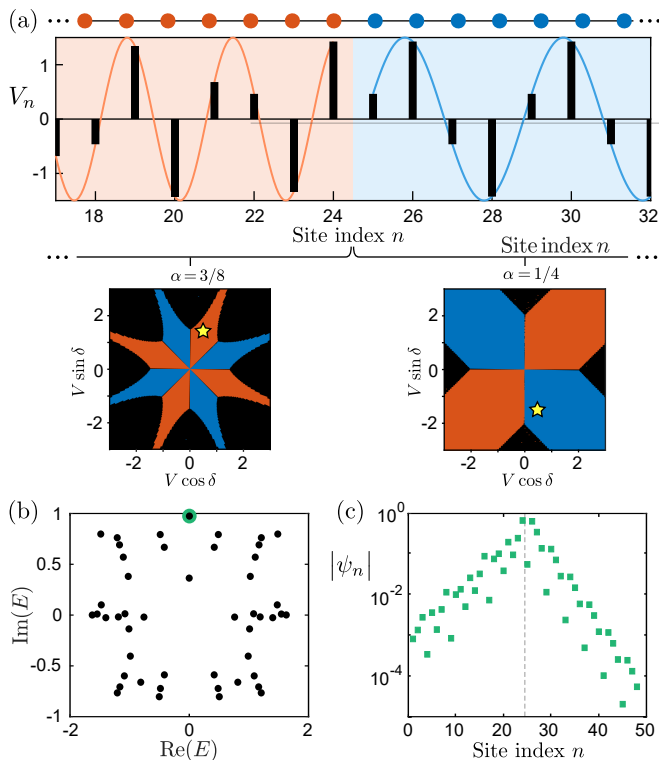 (a)
V_n
1
0
-1
18 20 22 24 26 28 30 32
Site index n
Site index n
α = 3/8
α = 1/4
V sin δ
2
0
-2
-2 0 2
V cos δ
V sin δ
2
0
-2
-2 0 2
V cos δ
(b)
Im(E)
1
0.5
0
-0.5
-1
-2 0 2
Re(E)
(c)
|ψ_n|
10^0
10^-2
10^-4
0 10 20 30 40 50
Site index n